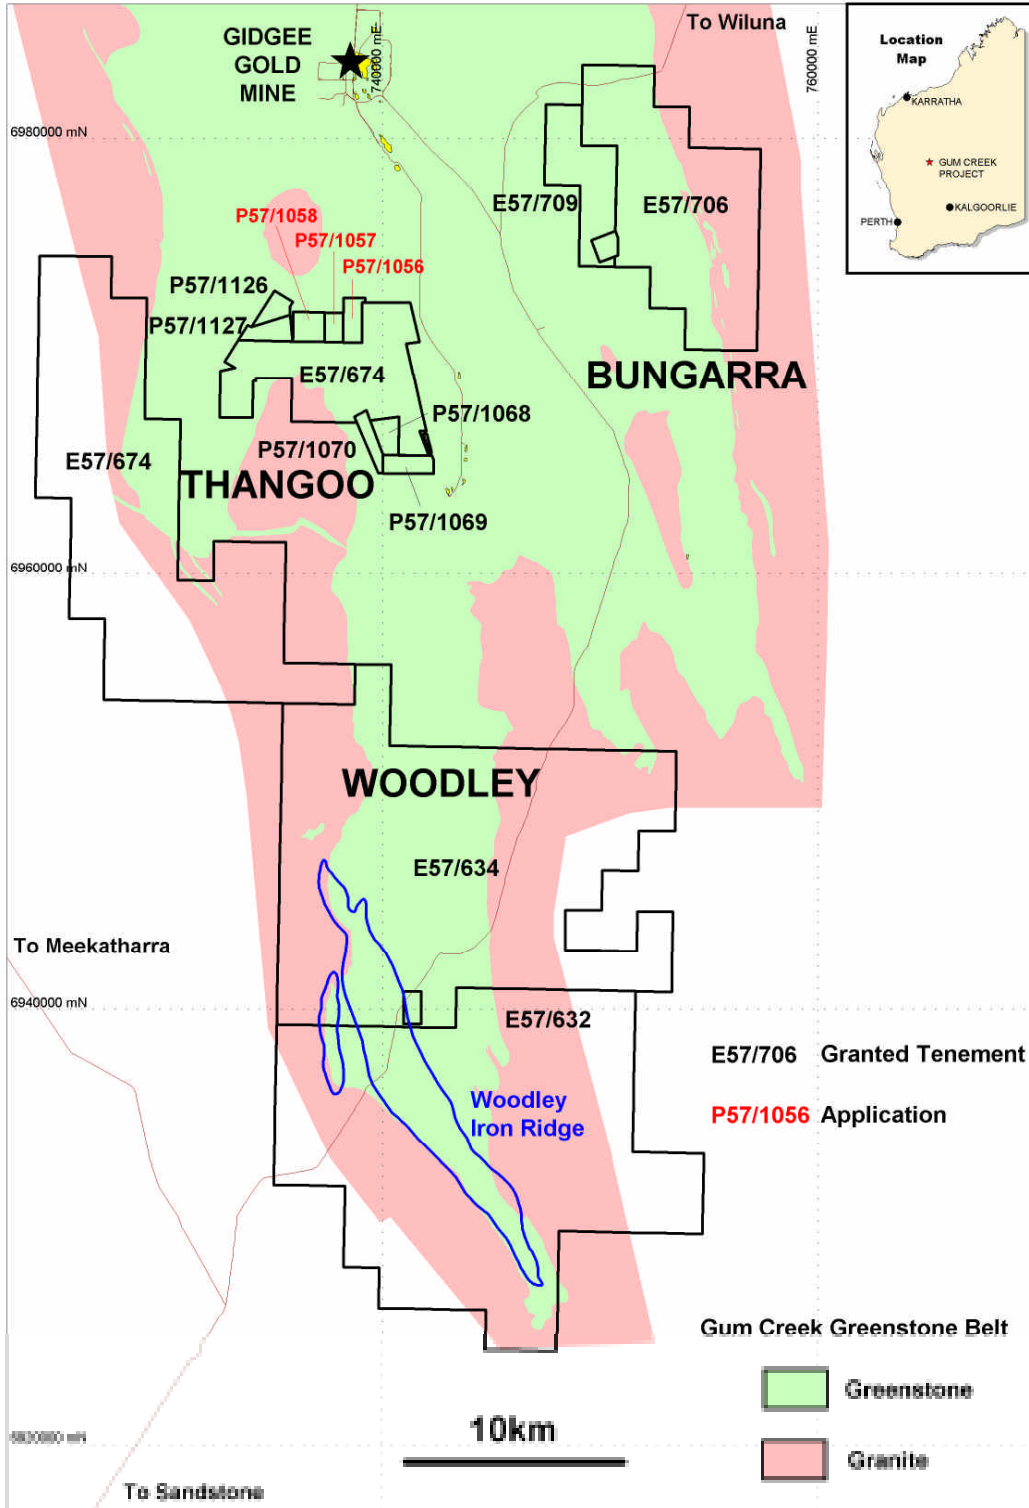 To Wiluna
GIDGEE
GOLD
MINE
740000 mE
760000 mE
Location
Map
KARRATHA
GUM CREEK
PROJECT
KALGOORLIE
PERTH
6980000 mN
E57/709
E57/706
P57/1058
P57/1057
P57/1056
P57/1126
P57/1127
E57/674
BUNGARRA
P57/1068
P57/1070
E57/674
THANGOO
P57/1069
6960000 mN
WOODLEY
E57/634
To Meekatharra
6940000 mN
E57/632
E57/706 Granted Tenement
Woodley
Iron Ridge
P57/1056 Application
Gum Creek Greenstone Belt
Greenstone
10km
6920000 mN
Granite
To Sandstone